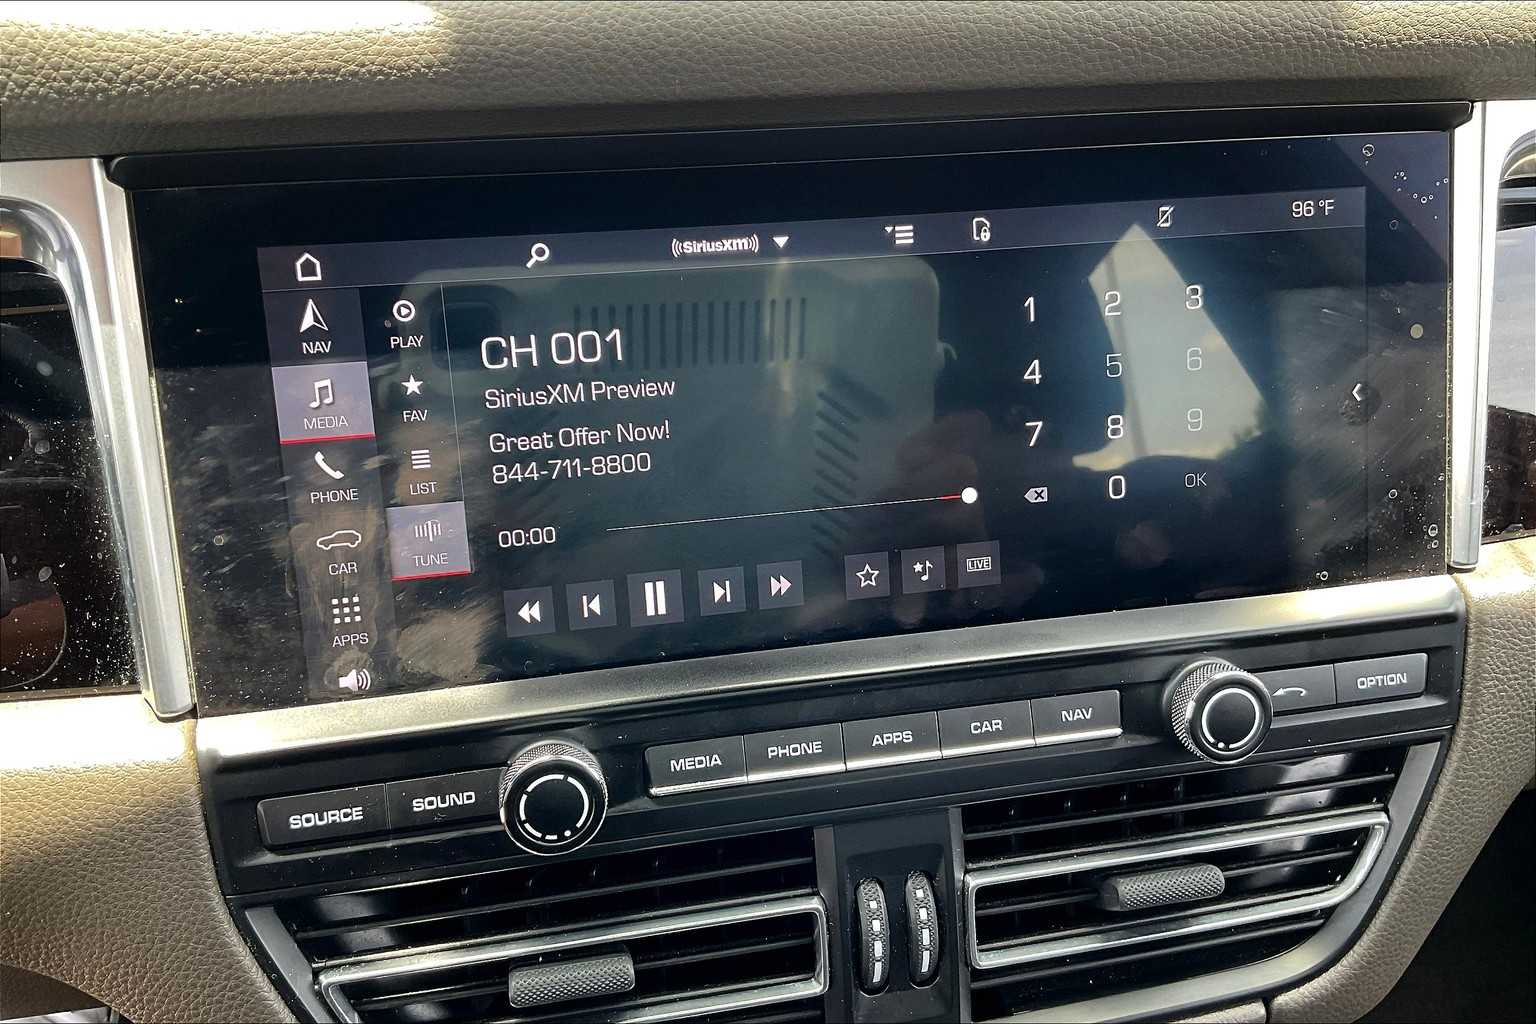 ((SiriusXM))
96 °F
NAV
MEDIA
PHONE
CAR
APPS
PLAY
FAV
LIST
TUNE
CH 001
SiriusXM Preview
Great Offer Now!
844-711-8800
00:00
LIVE
1 2 3
4 5 6
7 8 9
0 OK
SOURCE
SOUND
MEDIA
PHONE
APPS
CAR
NAV
OPTION